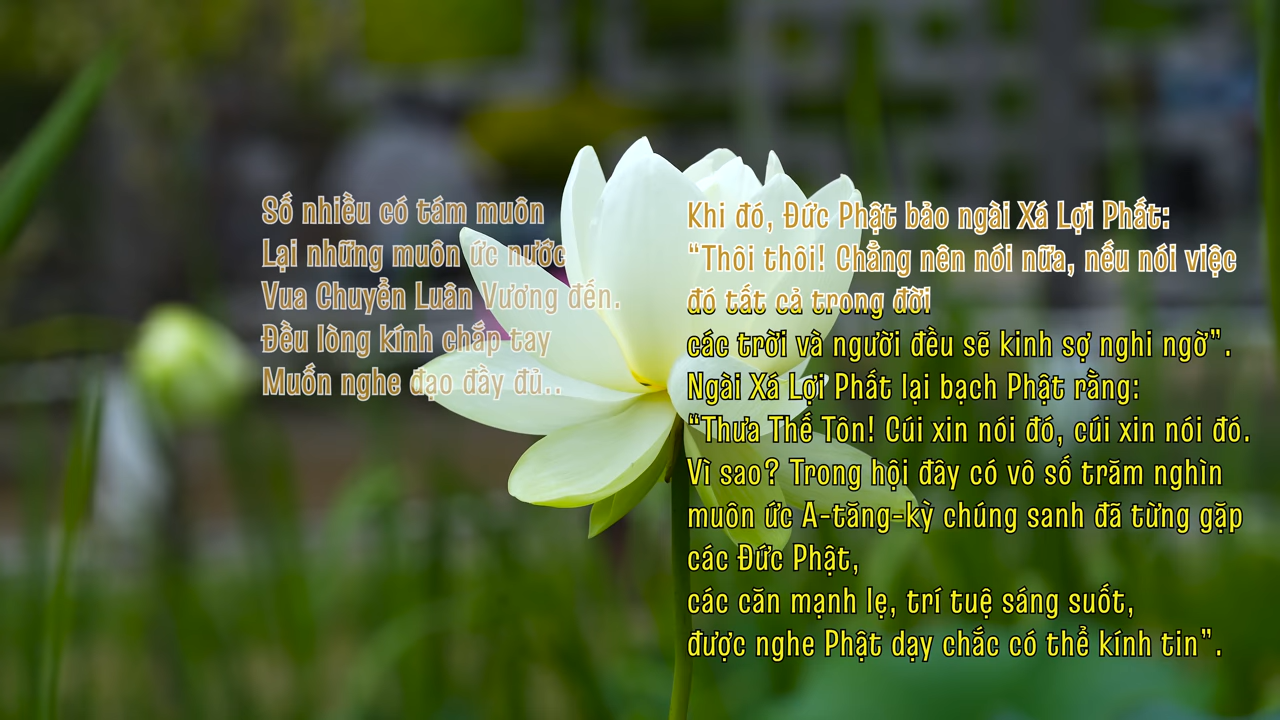 Số nhiều có tám muôn
Lại những muôn ức nước
Vua Chuyển Luân Vương đến.
Đều lòng kính chắp tay
Muốn nghe đạo đầy đủ..
Khi đó, Đức Phật bảo ngài Xá Lợi Phất:
“Thôi thôi! Chẳng nên nói nữa, nếu nói việc
đó tất cả trong đời
các trời và người đều sẽ kinh sợ nghi ngờ”.
Ngài Xá Lợi Phất lại bạch Phật rằng:
“Thưa Thế Tôn! Cúi xin nói đó, cúi xin nói đó.
Vì sao? Trong hội đây có vô số trăm nghìn
muôn ức A-tăng-kỳ chúng sanh đã từng gặp
các Đức Phật,
các căn mạnh lẹ, trí tuệ sáng suốt,
được nghe Phật dạy chắc có thể kính tin”.